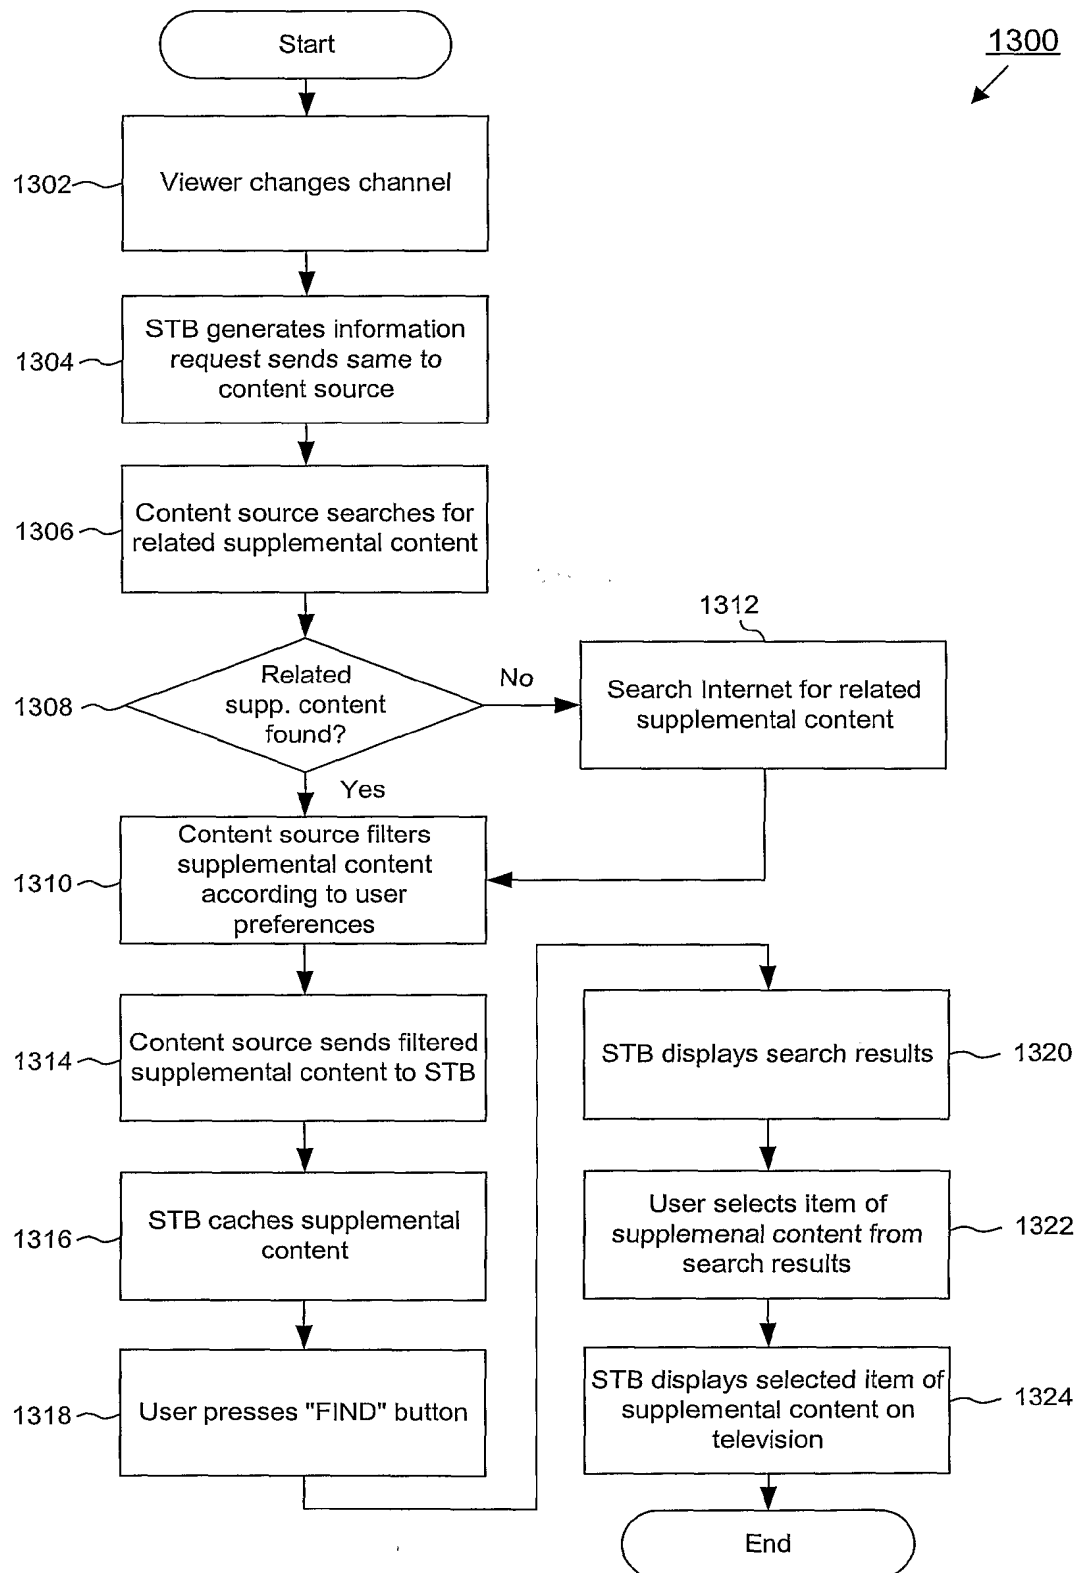 Start
1300
1302
Viewer changes channel
1304
STB generates information
request sends same to
content source
1306
Content source searches for
related supplemental content
1308
Related
supp. content
found?
No
Yes
1312
Search Internet for related
supplemental content
1310
Content source filters
supplemental content
according to user
preferences
1314
Content source sends filtered
supplemental content to STB
1316
STB caches supplemental
content
1318
User presses "FIND" button
STB displays search results
1320
User selects item of
supplemenal content from
search results
1322
STB displays selected item of
supplemental content on
television
1324
End